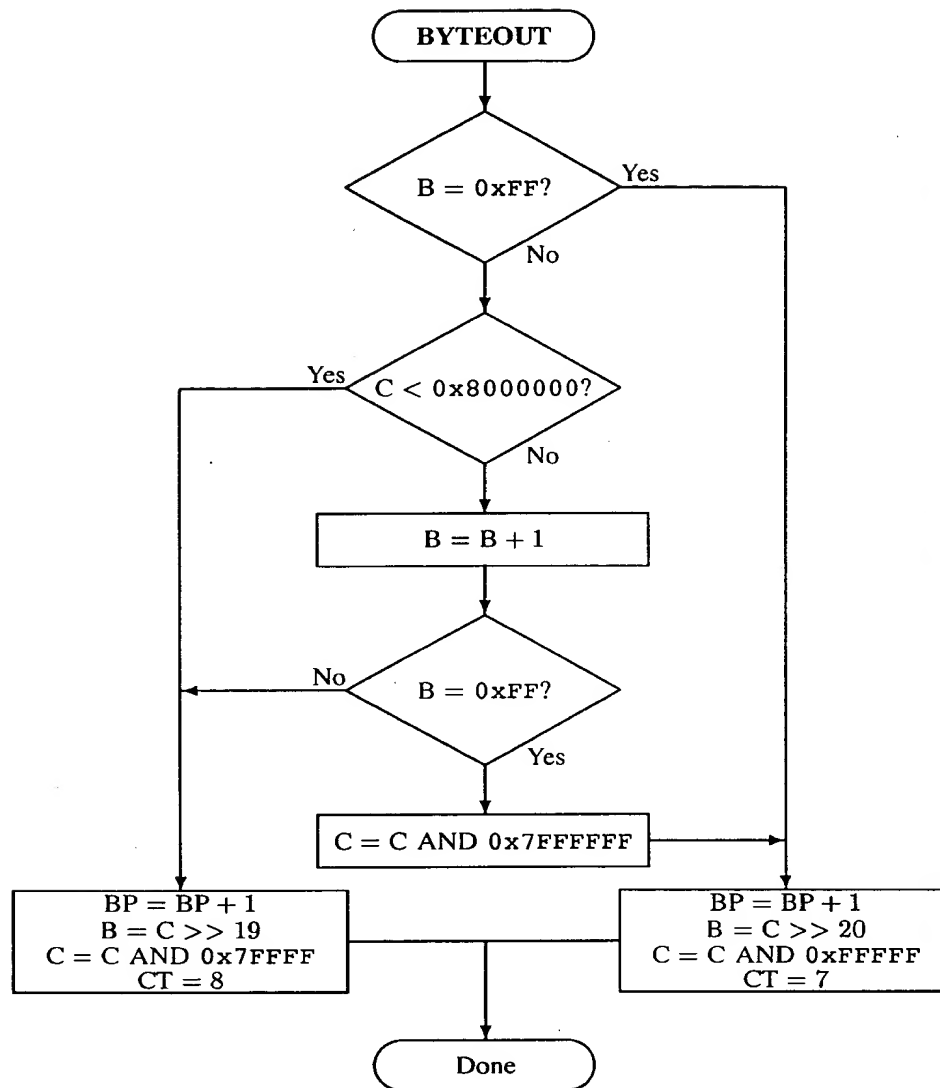 BYTEOUT
B = 0xFF?
Yes
No
Yes
C < 0x8000000?
No
B = B + 1
No
B = 0xFF?
Yes
C = C AND 0x7FFFFFF
BP = BP + 1
B = C >> 19
C = C AND 0x7FFFF
CT = 8
BP = BP + 1
B = C >> 20
C = C AND 0xFFFFF
CT = 7
Done